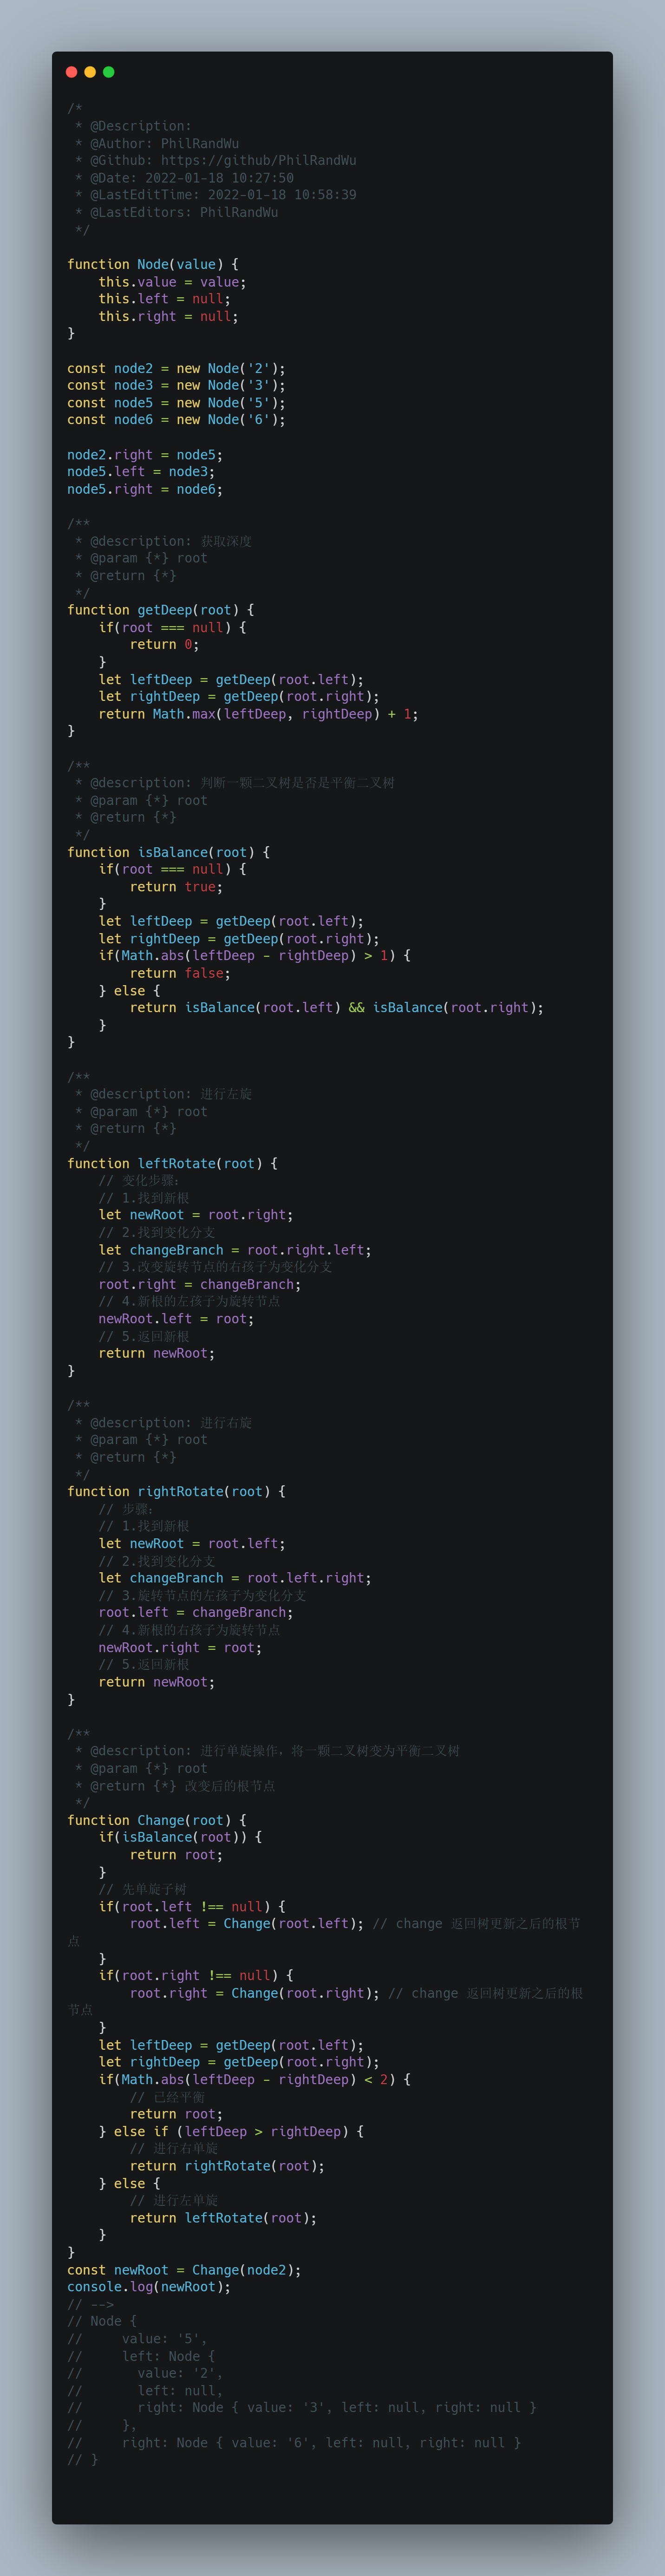 /*
 * @Description:
 * @Author: PhilRandWu
 * @Github: https://github/PhilRandWu
 * @Date: 2022-01-18 10:27:50
 * @LastEditTime: 2022-01-18 10:58:39
 * @LastEditors: PhilRandWu
 */
function Node(value) {
    this.value = value;
    this.left = null;
    this.right = null;
}
const node2 = new Node('2');
const node3 = new Node('3');
const node5 = new Node('5');
const node6 = new Node('6');
node2.right = node5;
node5.left = node3;
node5.right = node6;
/**
 * @description: 获取深度
 * @param {*} root
 * @return {*}
 */
function getDeep(root) {
    if(root === null) {
        return 0;
    }
    let leftDeep = getDeep(root.left);
    let rightDeep = getDeep(root.right);
    return Math.max(leftDeep, rightDeep) + 1;
}
/**
 * @description: 判断一颗二叉树是否是平衡二叉树
 * @param {*} root
 * @return {*}
 */
function isBalance(root) {
    if(root === null) {
        return true;
    }
    let leftDeep = getDeep(root.left);
    let rightDeep = getDeep(root.right);
    if(Math.abs(leftDeep - rightDeep) > 1) {
        return false;
    } else {
        return isBalance(root.left) && isBalance(root.right);
    }
}
/**
 * @description: 进行左旋
 * @param {*} root
 * @return {*}
 */
function leftRotate(root) {
    // 变化步骤：
    // 1.找到新根
    let newRoot = root.right;
    // 2.找到变化分支
    let changeBranch = root.right.left;
    // 3.改变旋转节点的右孩子为变化分支
    root.right = changeBranch;
    // 4.新根的左孩子为旋转节点
    newRoot.left = root;
    // 5.返回新根
    return newRoot;
}
/**
 * @description: 进行右旋
 * @param {*} root
 * @return {*}
 */
function rightRotate(root) {
    // 步骤：
    // 1.找到新根
    let newRoot = root.left;
    // 2.找到变化分支
    let changeBranch = root.left.right;
    // 3.旋转节点的左孩子为变化分支
    root.left = changeBranch;
    // 4.新根的右孩子为旋转节点
    newRoot.right = root;
    // 5.返回新根
    return newRoot;
}
/**
 * @description: 进行单旋操作，将一颗二叉树变为平衡二叉树
 * @param {*} root
 * @return {*} 改变后的根节点
 */
function Change(root) {
    if(isBalance(root)) {
        return root;
    }
    // 先单旋子树
    if(root.left !== null) {
        root.left = Change(root.left); // change 返回树更新之后的根节
点
    }
    if(root.right !== null) {
        root.right = Change(root.right); // change 返回树更新之后的根
节点
    }
    let leftDeep = getDeep(root.left);
    let rightDeep = getDeep(root.right);
    if(Math.abs(leftDeep - rightDeep) < 2) {
        // 已经平衡
        return root;
    } else if (leftDeep > rightDeep) {
        // 进行右单旋
        return rightRotate(root);
    } else {
        // 进行左单旋
        return leftRotate(root);
    }
}
const newRoot = Change(node2);
console.log(newRoot);
// -->
// Node {
//     value: '5',
//     left: Node {
//       value: '2',
//       left: null,
//       right: Node { value: '3', left: null, right: null }
//     },
//     right: Node { value: '6', left: null, right: null }
// }